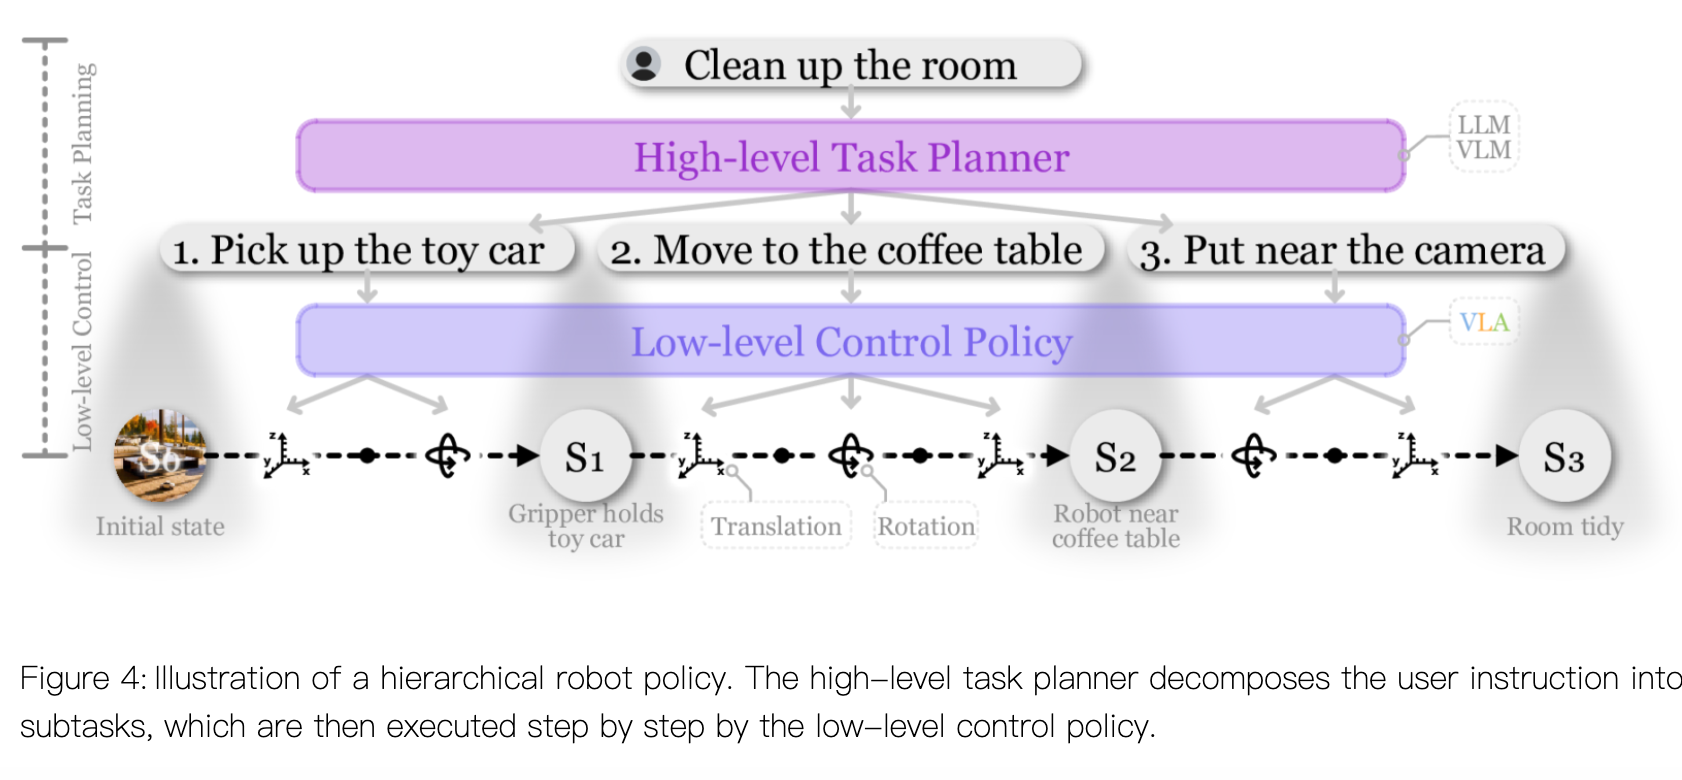 Clean up the room
Task Planning
High-level Task Planner
LLM
VLM
1. Pick up the toy car
2. Move to the coffee table
3. Put near the camera
Low-level Control
Low-level Control Policy
VLA
z
y
x
S1
z
y
x
z
y
x
S2
z
y
x
S3
Initial state
Gripper holds
toy car
Translation
Rotation
Robot near
coffee table
Room tidy
Figure 4: Illustration of a hierarchical robot policy. The high–level task planner decomposes the user instruction into
subtasks, which are then executed step by step by the low–level control policy.